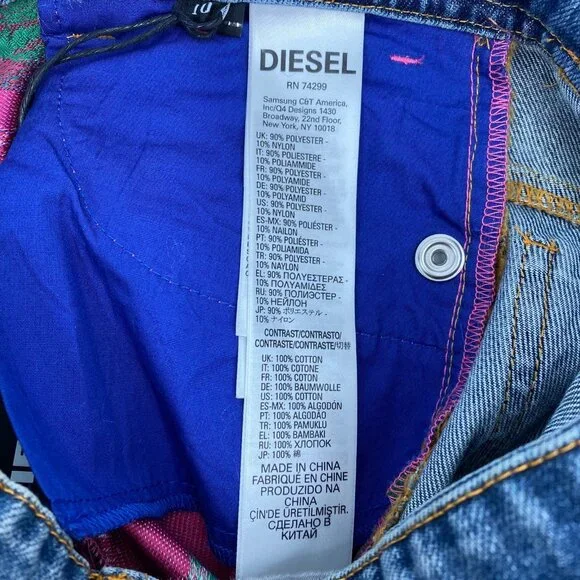 DIESEL
RN 74299
Samsung C&T America,
Inc/Q4 Designs 1430
Broadway, 22nd Floor,
New York, NY 10018
UK: 90% POLYESTER -
10% NYLON
IT: 90% POLIESTERE -
10% POLIAMMIDE
FR: 90% POLYESTER -
10% POLYAMIDE
DE: 90% POLYESTER -
10% POLYAMID
US: 90% POLYESTER -
10% NYLON
ES-MX: 90% POLIÉSTER -
10% NAILON
PT: 90% POLIÉSTER -
10% POLIAMIDA
TR: 90% POLYESTER -
10% NAYLON
EL: 90% ΠΟΛΥΕΣΤΕΡΑΣ -
10% ΠΟΛΥΑΜΙΔΕΣ
RU: 90% ПОЛИЭСТЕР -
10% НЕЙЛОН
JP: 90% ポリエステル -
10% ナイロン
CONTRAST/CONTRASTO/
CONTRASTE/CONTRASTE/切替
UK: 100% COTTON
IT: 100% COTONE
FR: 100% COTON
DE: 100% BAUMWOLLE
US: 100% COTTON
ES-MX: 100% ALGODÓN
PT: 100% ALGODÃO
TR: 100% PAMUKLU
EL: 100% ΒΑΜΒΑΚΙ
RU: 100% ХЛОПОК
JP: 100% 綿
MADE IN CHINA
FABRIQUÉ EN CHINE
PRODUZIDO NA
CHINA
ÇİN'DE ÜRETİLMİŞTİR.
СДЕЛАНО В
КИТАЙ